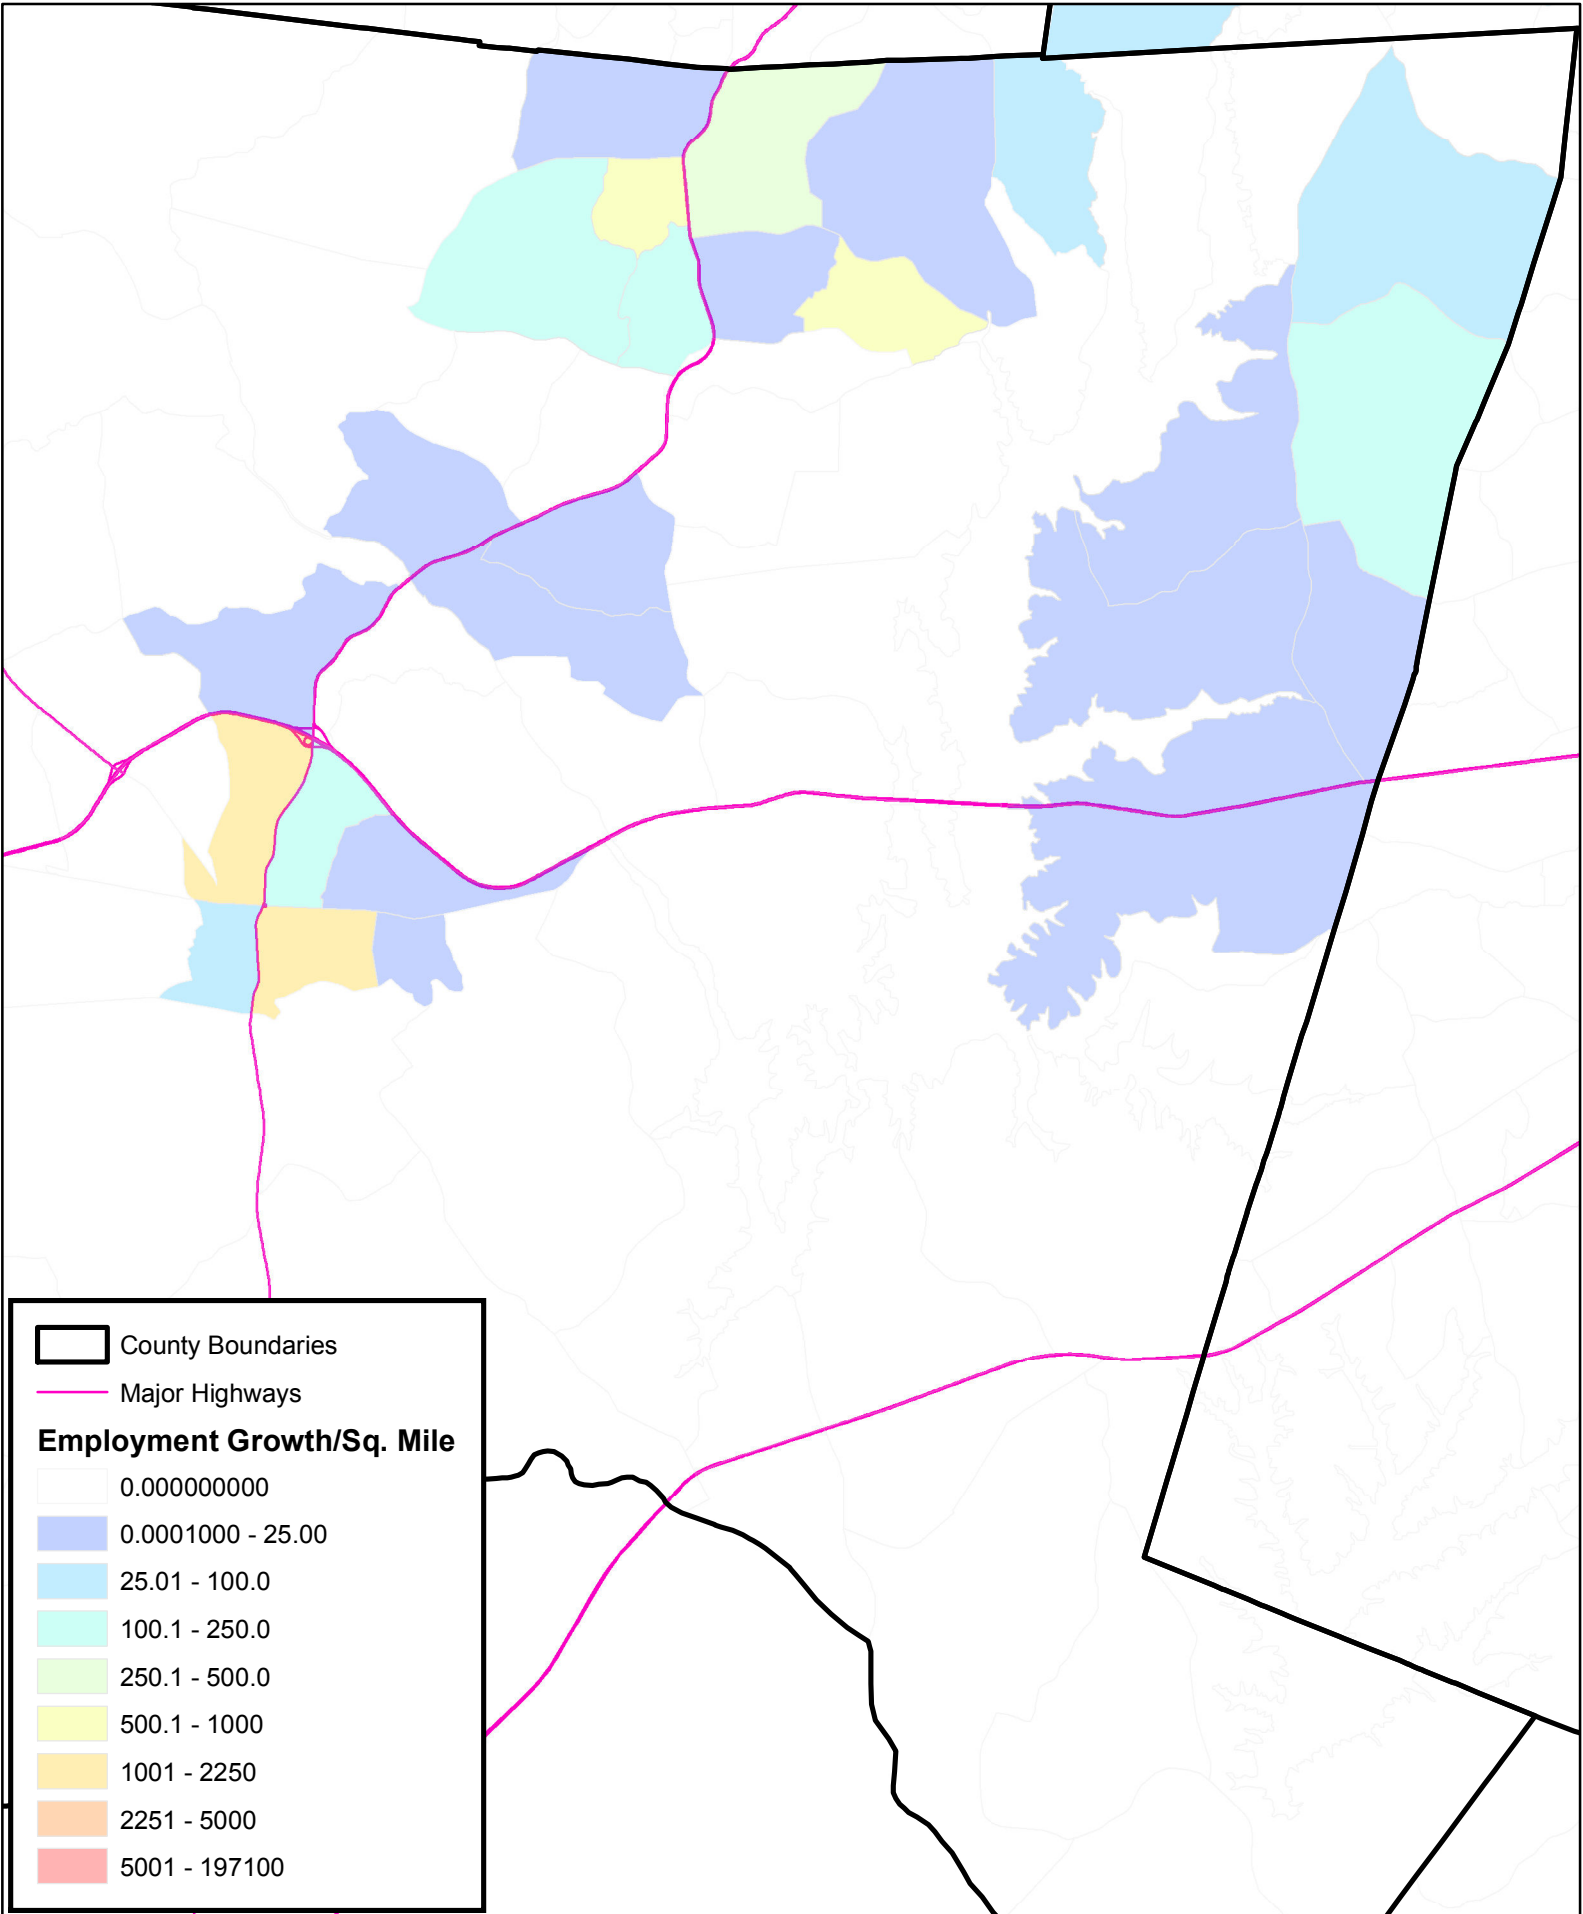 County Boundaries
Major Highways
Employment Growth/Sq. Mile
0.000000000
0.0001000 - 25.00
25.01 - 100.0
100.1 - 250.0
250.1 - 500.0
500.1 - 1000
1001 - 2250
2251 - 5000
5001 - 197100